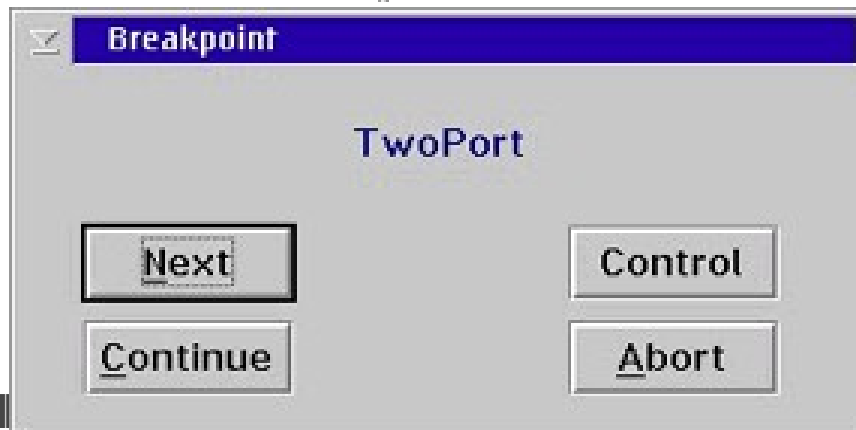 Breakpoint
TwoPort
Next
Control
Continue
Abort